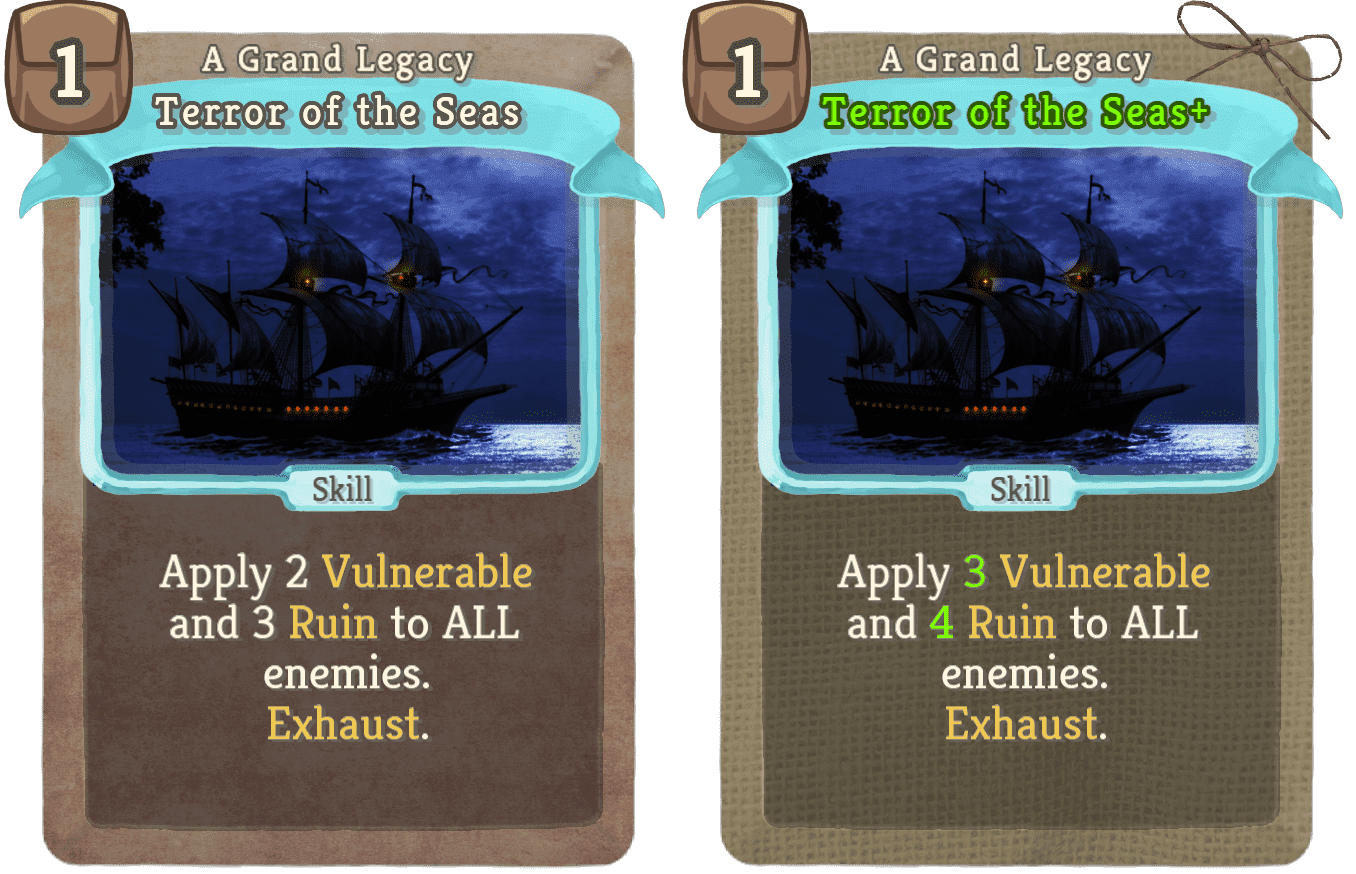 1
A Grand Legacy
Terror of the Seas
Skill
Apply 2 Vulnerable
and 3 Ruin to ALL
enemies.
Exhaust.
1
A Grand Legacy
Terror of the Seas+
Skill
Apply 3 Vulnerable
and 4 Ruin to ALL
enemies.
Exhaust.